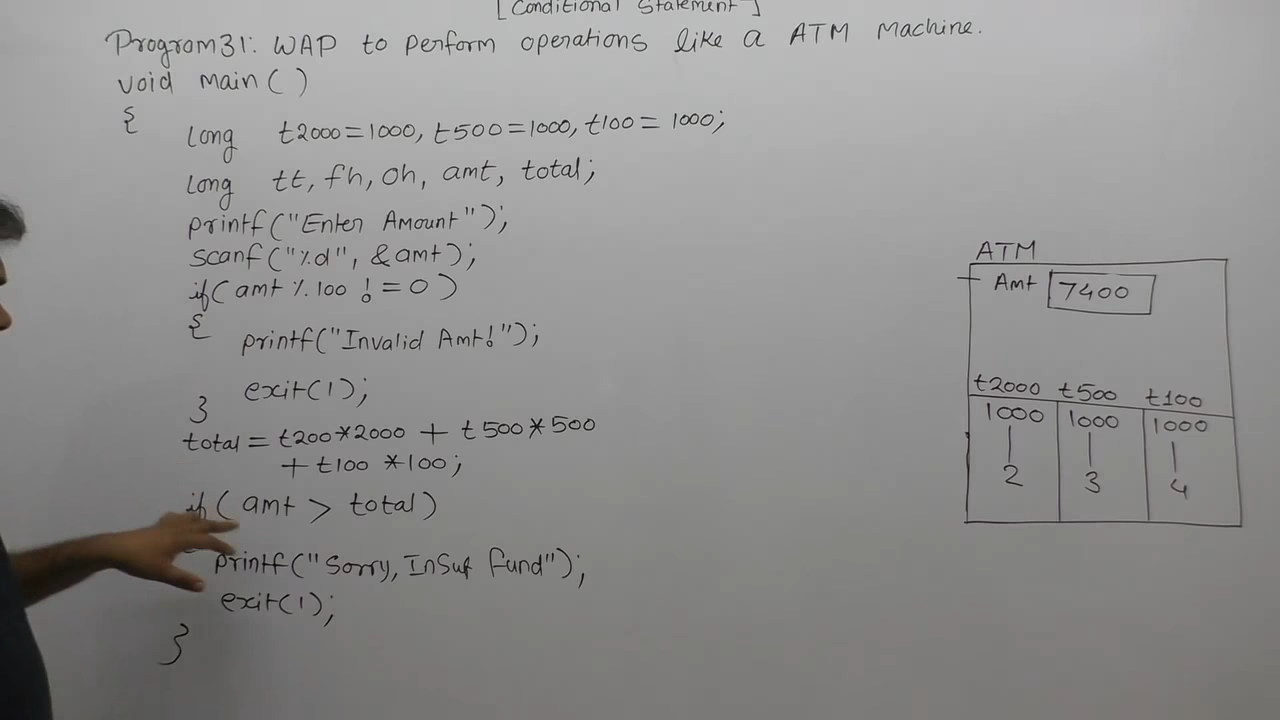 [Conditional Statement]
Program31: WAP to perform operations like a ATM Machine.
void main()
{
long t2000=1000, t500=1000, t100=1000;
long tt, fh, oh, amt, total;
printf("Enter Amount");
scanf("%d", &amt);
if(amt%100 != 0)
{
printf("Invalid Amt!");
exit(1);
}
total = t200*2000 + t500*500
+ t100 *100;
if(amt > total)
printf("Sorry, InSuf fund");
exit(1);
}
ATM
Amt 7400
t2000 t500 t100
1000 1000 1000
2 3 4